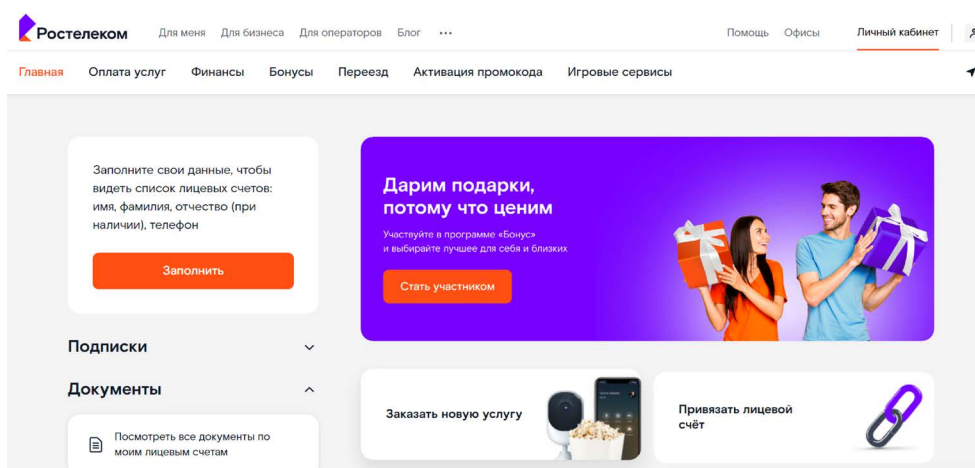 Ростелеком
Для меня Для бизнеса Для операторов Блог ...
Помощь Офисы Личный кабинет
Главная Оплата услуг Финансы Бонусы Переезд Активация промокода Игровые сервисы
Заполните свои данные, чтобы
видеть список лицевых счетов:
имя, фамилия, отчество (при
наличии), телефон
Заполнить
Подписки
Документы
Посмотреть все документы по
моим лицевым счетам
Дарим подарки,
потому что ценим
Участвуйте в программе «Бонус»
и выбирайте лучшее для себя и близких
Стать участником
Заказать новую услугу
Привязать лицевой
счёт